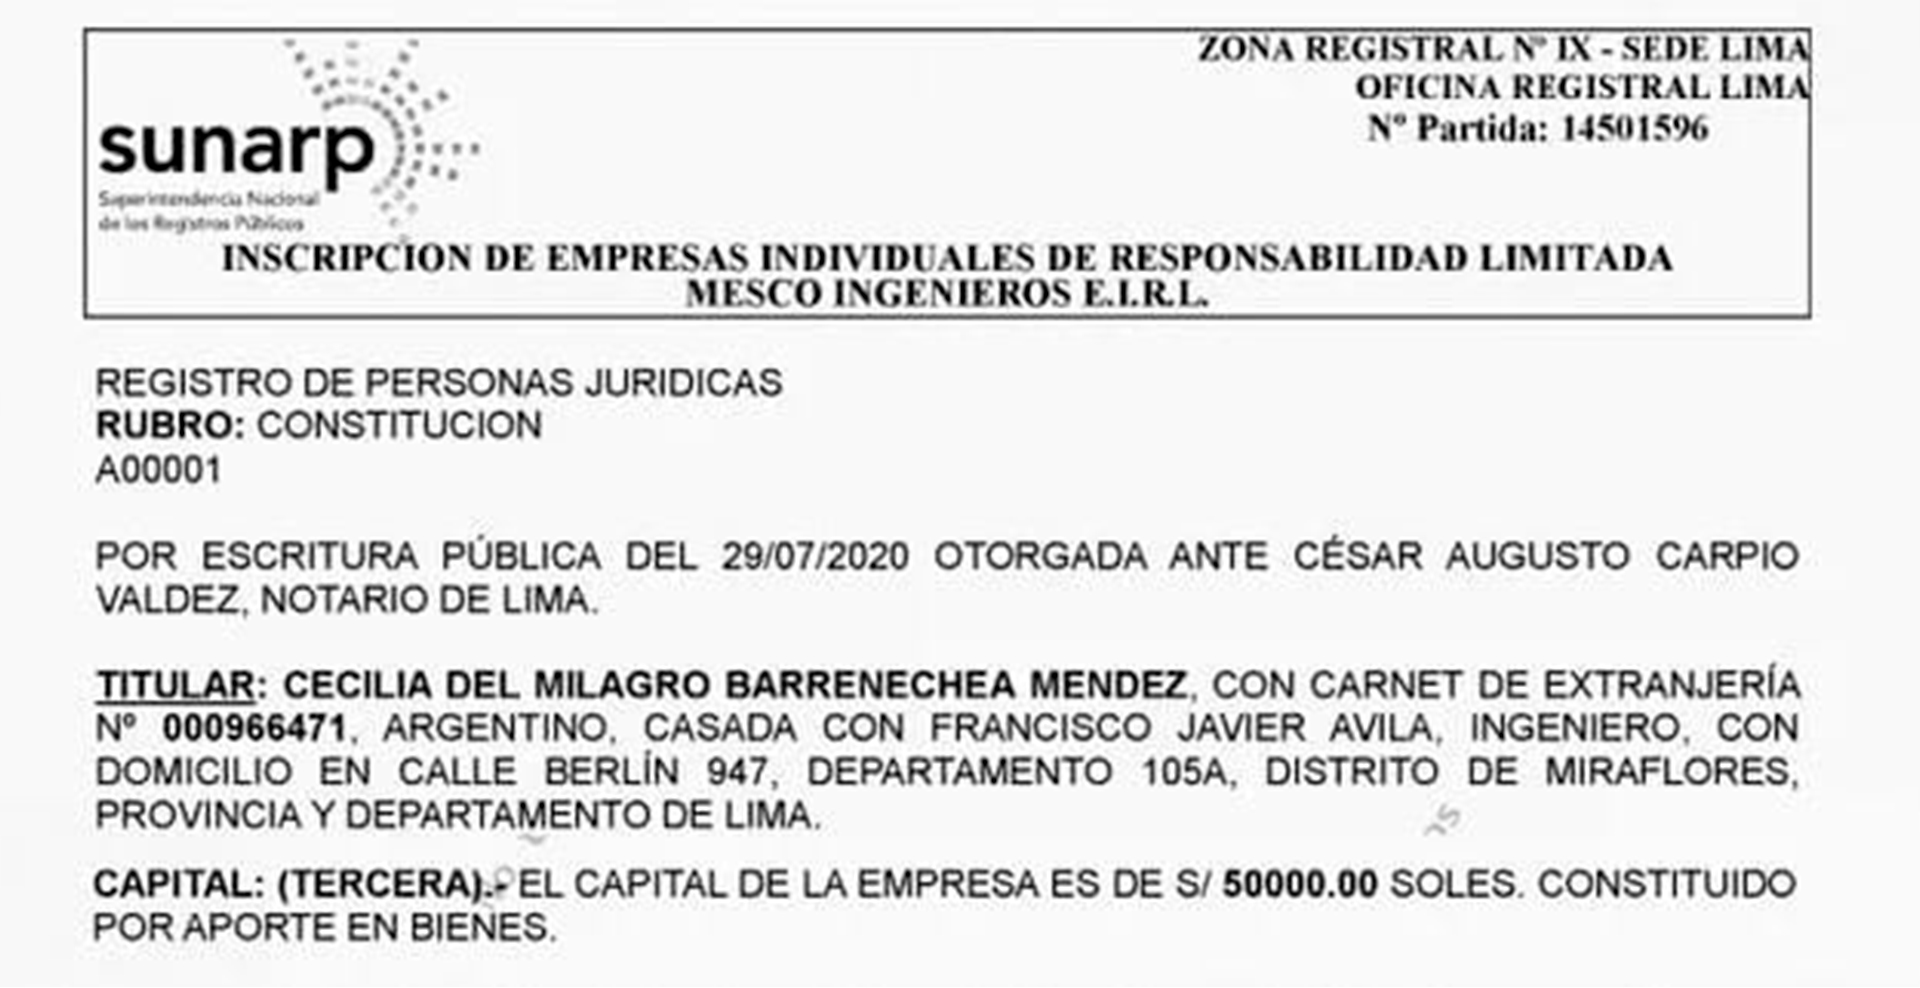 ZONA REGISTRAL Nº IX - SEDE LIMA
OFICINA REGISTRAL LIMA
Nº Partida: 14501596
sunarp
Superintendencia Nacional
de los Registros Públicos
INSCRIPCION DE EMPRESAS INDIVIDUALES DE RESPONSABILIDAD LIMITADA
MESCO INGENIEROS E.I.R.L.
REGISTRO DE PERSONAS JURIDICAS
RUBRO: CONSTITUCION
A00001
POR ESCRITURA PÚBLICA DEL 29/07/2020 OTORGADA ANTE CÉSAR AUGUSTO CARPIO
VALDEZ, NOTARIO DE LIMA.
TITULAR: CECILIA DEL MILAGRO BARRENECHEA MENDEZ, CON CARNET DE EXTRANJERÍA
Nº 000966471, ARGENTINO, CASADA CON FRANCISCO JAVIER AVILA, INGENIERO, CON
DOMICILIO EN CALLE BERLÍN 947, DEPARTAMENTO 105A, DISTRITO DE MIRAFLORES,
PROVINCIA Y DEPARTAMENTO DE LIMA.
CAPITAL: (TERCERA).- EL CAPITAL DE LA EMPRESA ES DE S/ 50000.00 SOLES. CONSTITUIDO
POR APORTE EN BIENES.